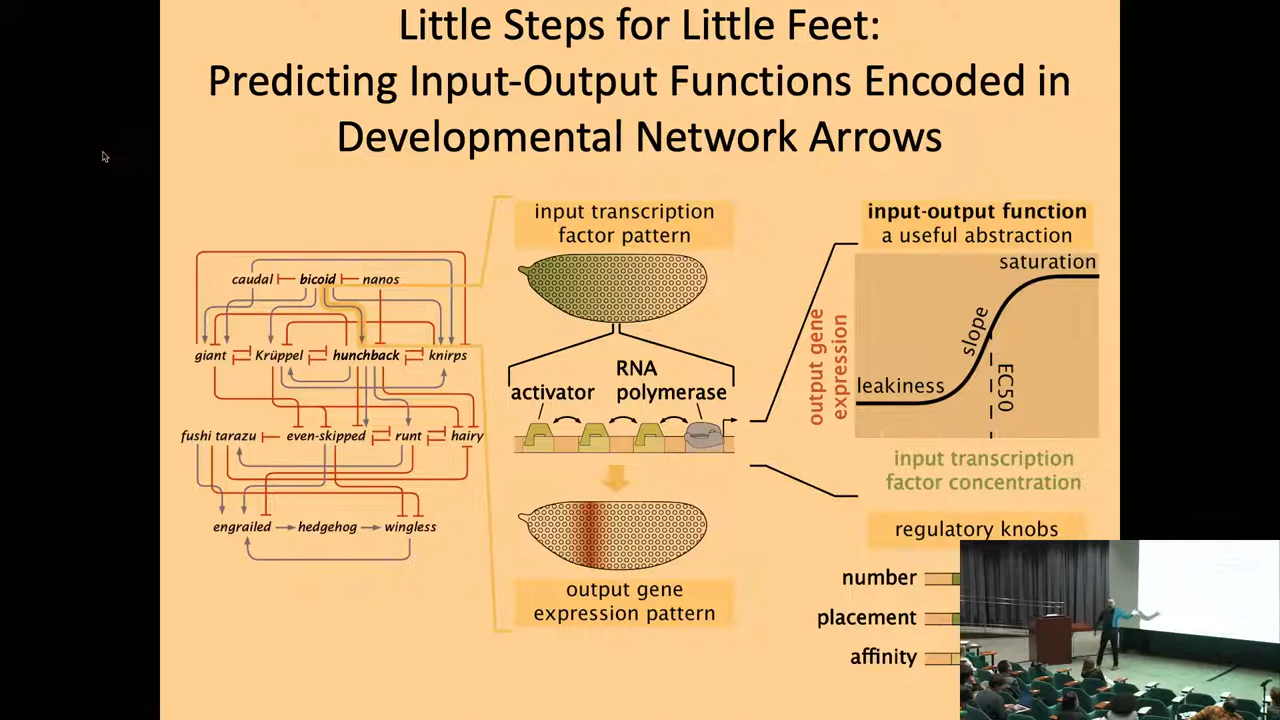 Little Steps for Little Feet:
Predicting Input-Output Functions Encoded in
Developmental Network Arrows
caudal bicoid nanos
giant Krüppel hunchback knirps
fushi tarazu even-skipped runt hairy
engrailed hedgehog wingless
input transcription
factor pattern
activator
RNA
polymerase
output gene
expression pattern
input-output function
a useful abstraction
saturation
slope
leakiness
EC50
output gene
expression
input transcription
factor concentration
regulatory knobs
number
placement
affinity